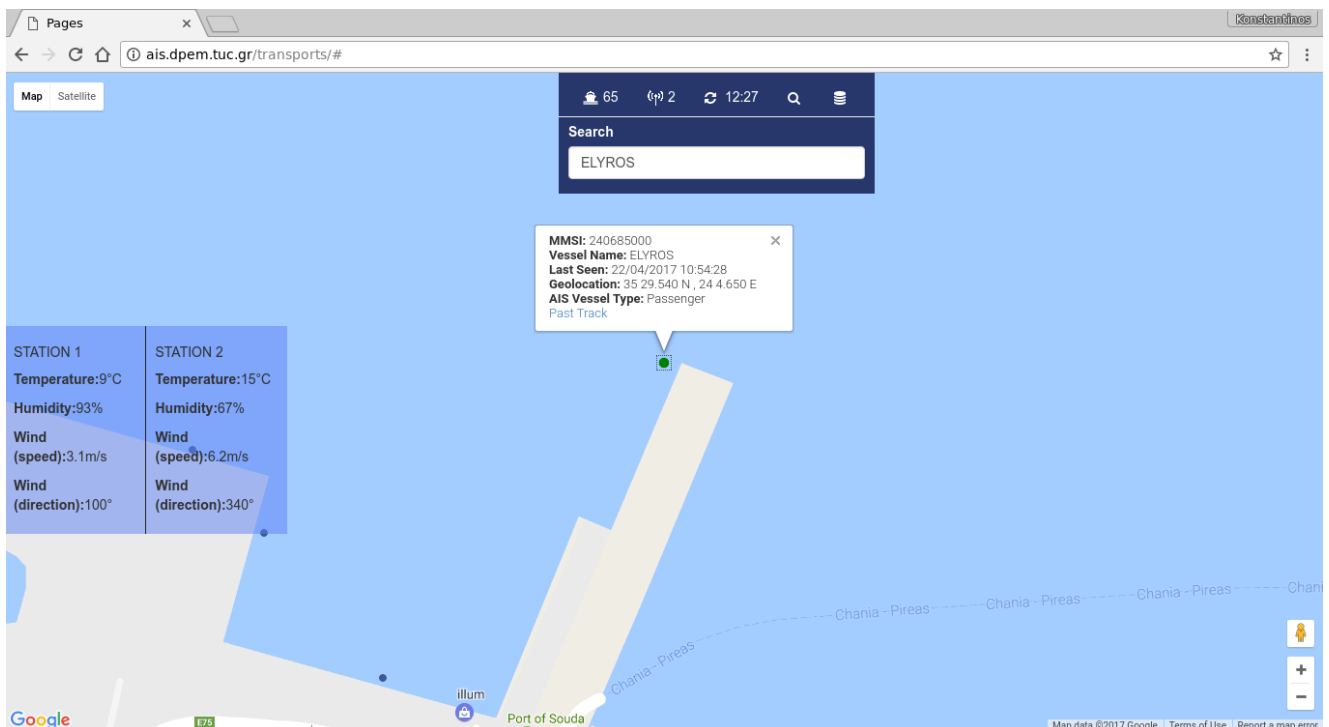 Pages
Konstantinos
ais.dpem.tuc.gr/transports/#
Map Satellite
65 2 12:27
Search
ELYROS
MMSI: 240685000
Vessel Name: ELYROS
Last Seen: 22/04/2017 10:54:28
Geolocation: 35 29.540 N , 24 4.650 E
AIS Vessel Type: Passenger
Past Track
STATION 1
Temperature:9°C
Humidity:93%
Wind
(speed):3.1m/s
Wind
(direction):100°
STATION 2
Temperature:15°C
Humidity:67%
Wind
(speed):6.2m/s
Wind
(direction):340°
Chania - Pireas
Chania - Pireas
Chania - Pireas
Chani
Chania - Pireas
illum
Port of Souda
E75
Google
Map data ©2017 Google
Terms of Use
Report a map error